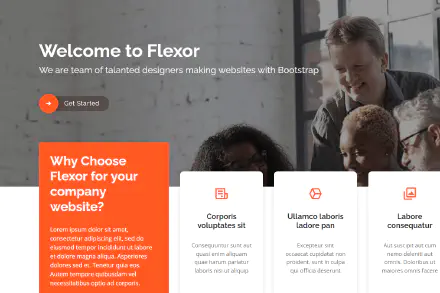 Welcome to Flexor
We are team of talanted designers making websites with Bootstrap
Get Started
Why Choose
Flexor for your
company
website?
Lorem ipsum dolor sit amet,
consectetur adipiscing elit, sed do
eiusmod tempor incididunt ut labore
et dolore magna aliqua. Asperiores
dolores sed et. Tenetur quia eos.
Autem tempore quibusdam vel
necessitatibus optio ad corporis.
Corporis
voluptates sit
Consequuntur sunt aut
quasi enim aliquam
quae harum pariatur
laboris nisi ut aliquip
Ullamco laboris
ladore pan
Excepteur sint
occaecat cupidatat non
proident, sunt in culpa
qui officia deserunt
Labore
consequatur
Aut suscipit aut cum
nemo deleniti aut
omnis. Doloribus ut
maiores omnis facere